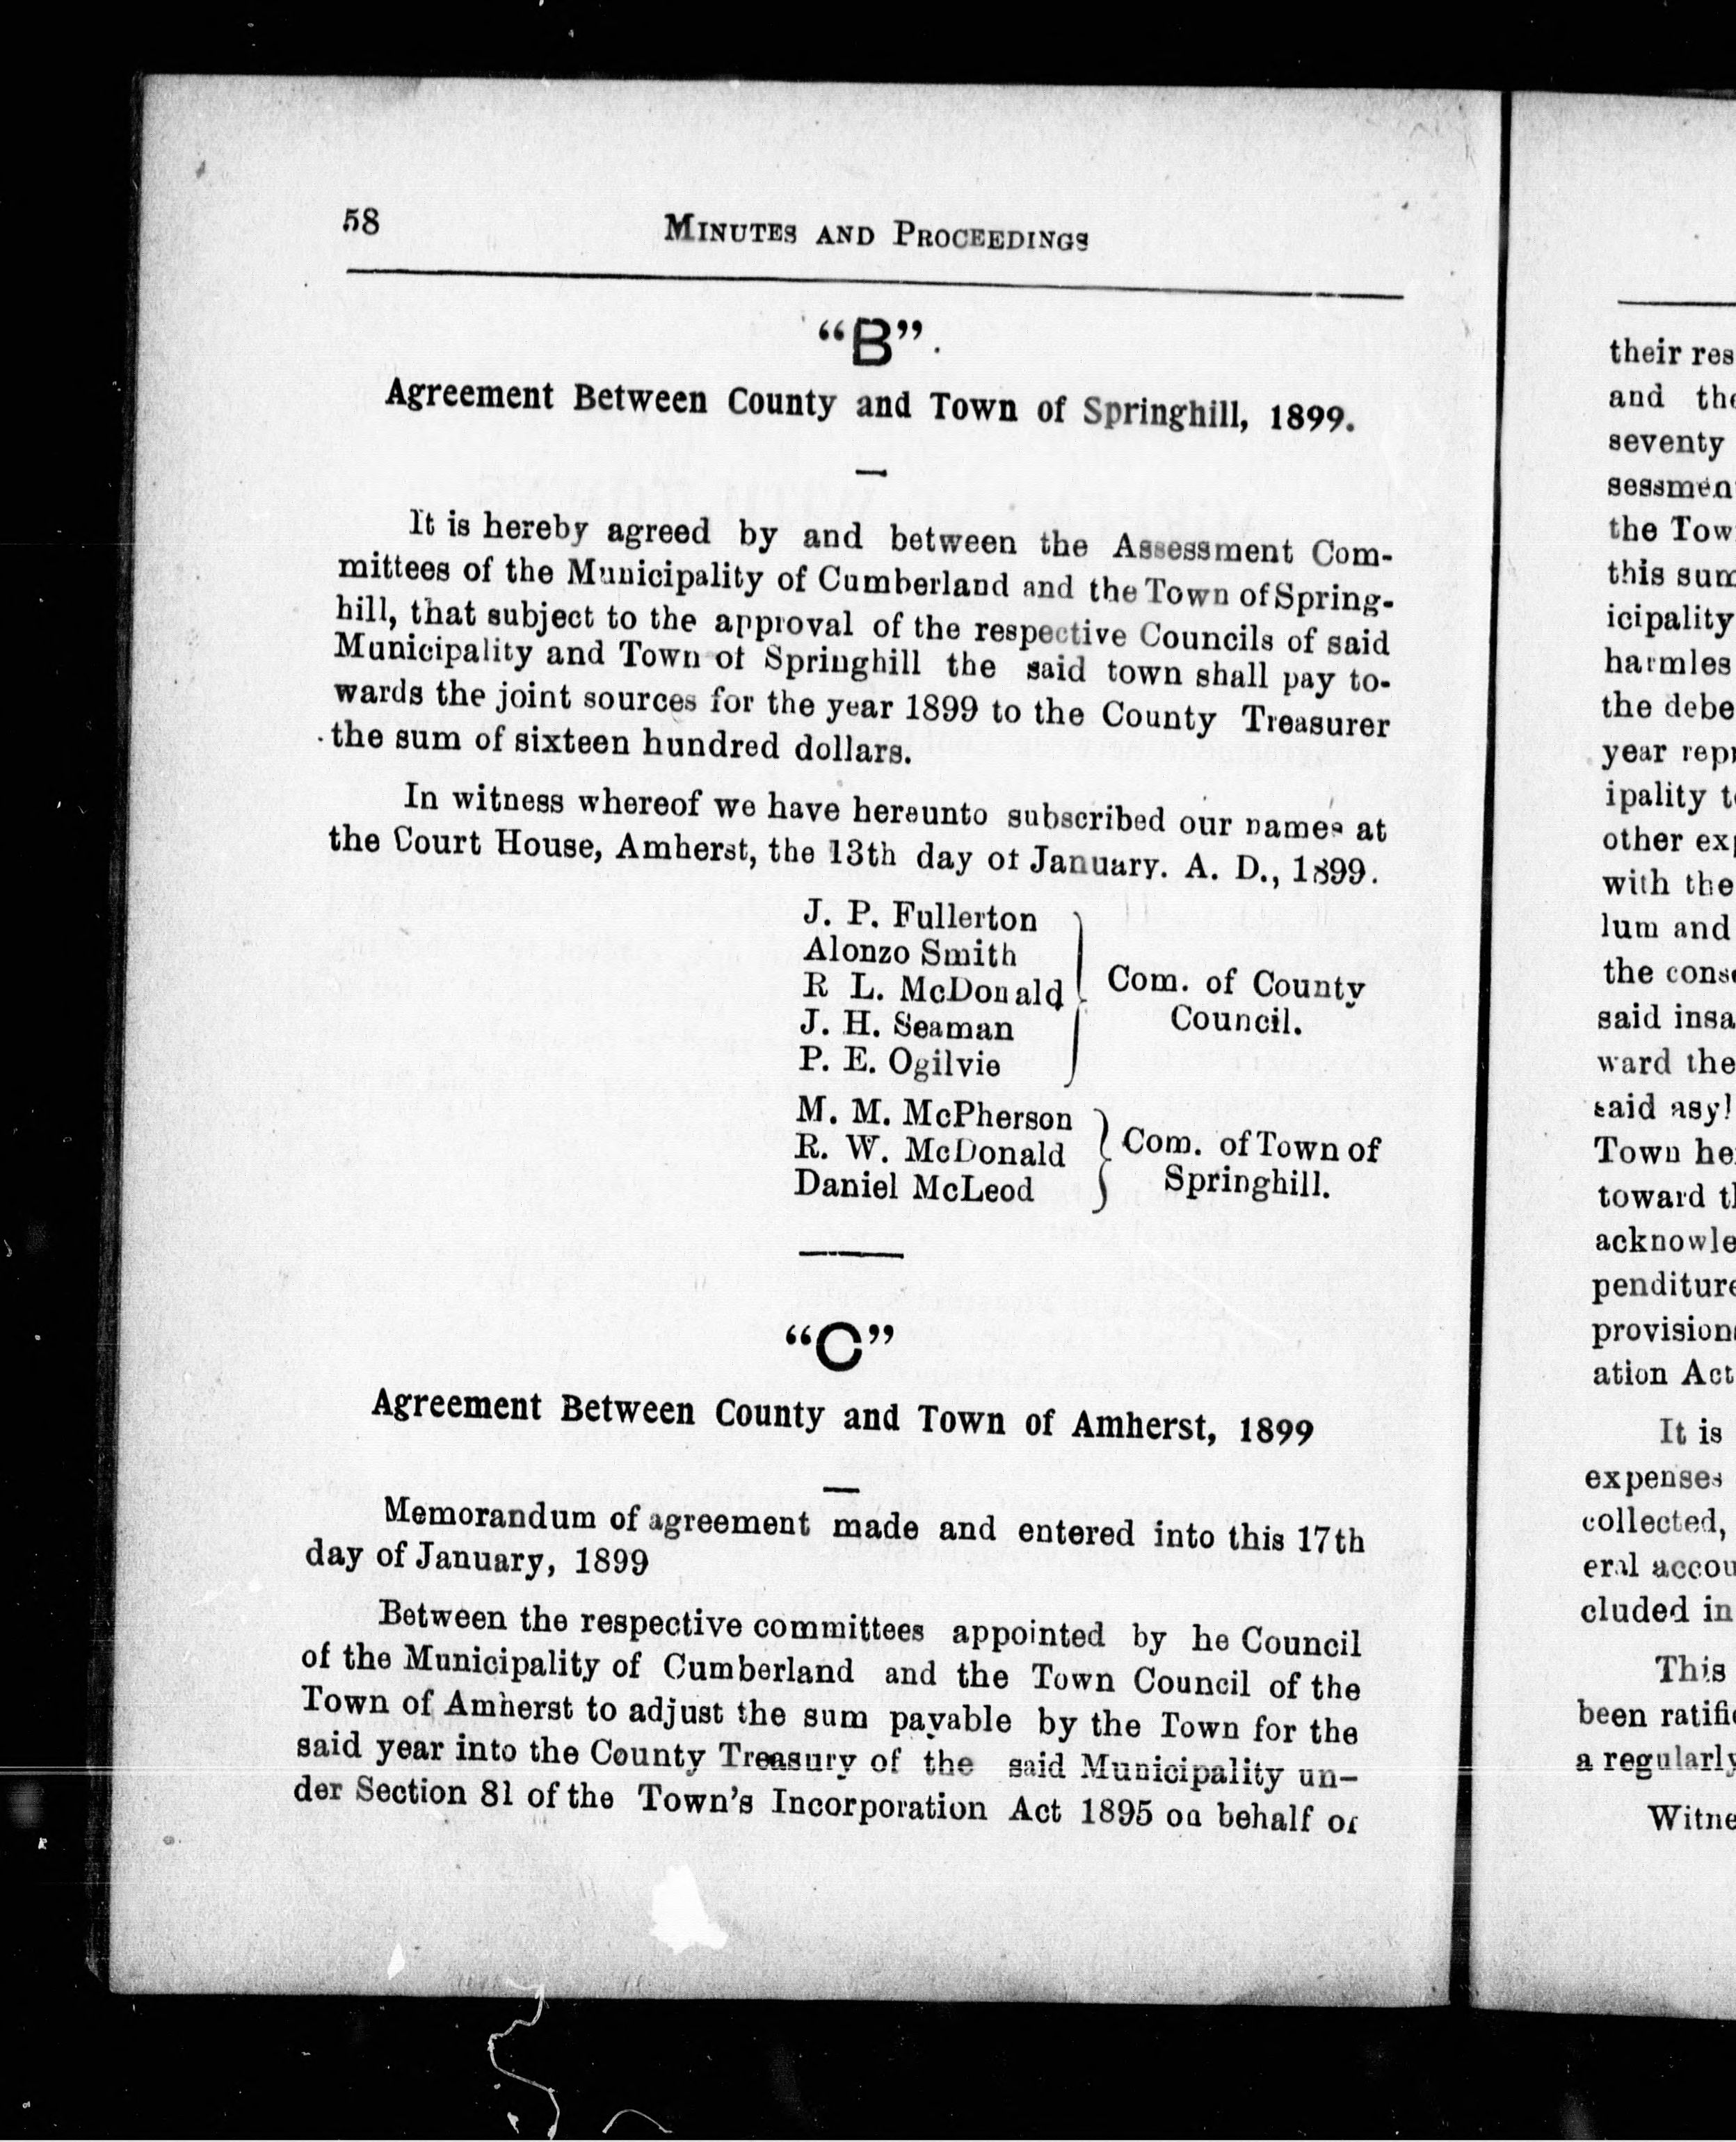 58 MINUTES AND PROCEEDINGS
“B”.
Agreement Between County and Town of Springhill, 1899.
It is hereby agreed by and between the Assessment Com-
mittees of the Municipality of Cumberland and the Town of Spring-
hill, that subject to the approval of the respective Councils of said
Municipality and Town of Springhill the said town shall pay to-
wards the joint sources for the year 1899 to the County Treasurer
the sum of sixteen hundred dollars.
In witness whereof we have hereunto subscribed our names at
the Court House, Amherst, the 13th day of January. A. D., 1899.
J. P. Fullerton
Alonzo Smith
R L. McDonald
J. H. Seaman
P. E. Ogilvie
Com. of County
Council.
M. M. McPherson
R. W. McDonald
Daniel McLeod
Com. of Town of
Springhill.
“C”
Agreement Between County and Town of Amherst, 1899
Memorandum of agreement made and entered into this 17th
day of January, 1899
Between the respective committees appointed by he Council
of the Municipality of Cumberland and the Town Council of the
Town of Amherst to adjust the sum payable by the Town for the
said year into the County Treasury of the said Municipality un-
der Section 81 of the Town's Incorporation Act 1895 on behalf of
their res
and the
seventy
sessmen
the Tow
this sum
icipality
harmles
the debe
year rep
ipality t
other exp
with the
lum and
the cons
said insa
ward the
said asyl
Town he
toward t
acknowle
penditure
provision
ation Act
It is
expenses
collected,
eral accou
cluded in
This
been ratifi
a regularly
Witne